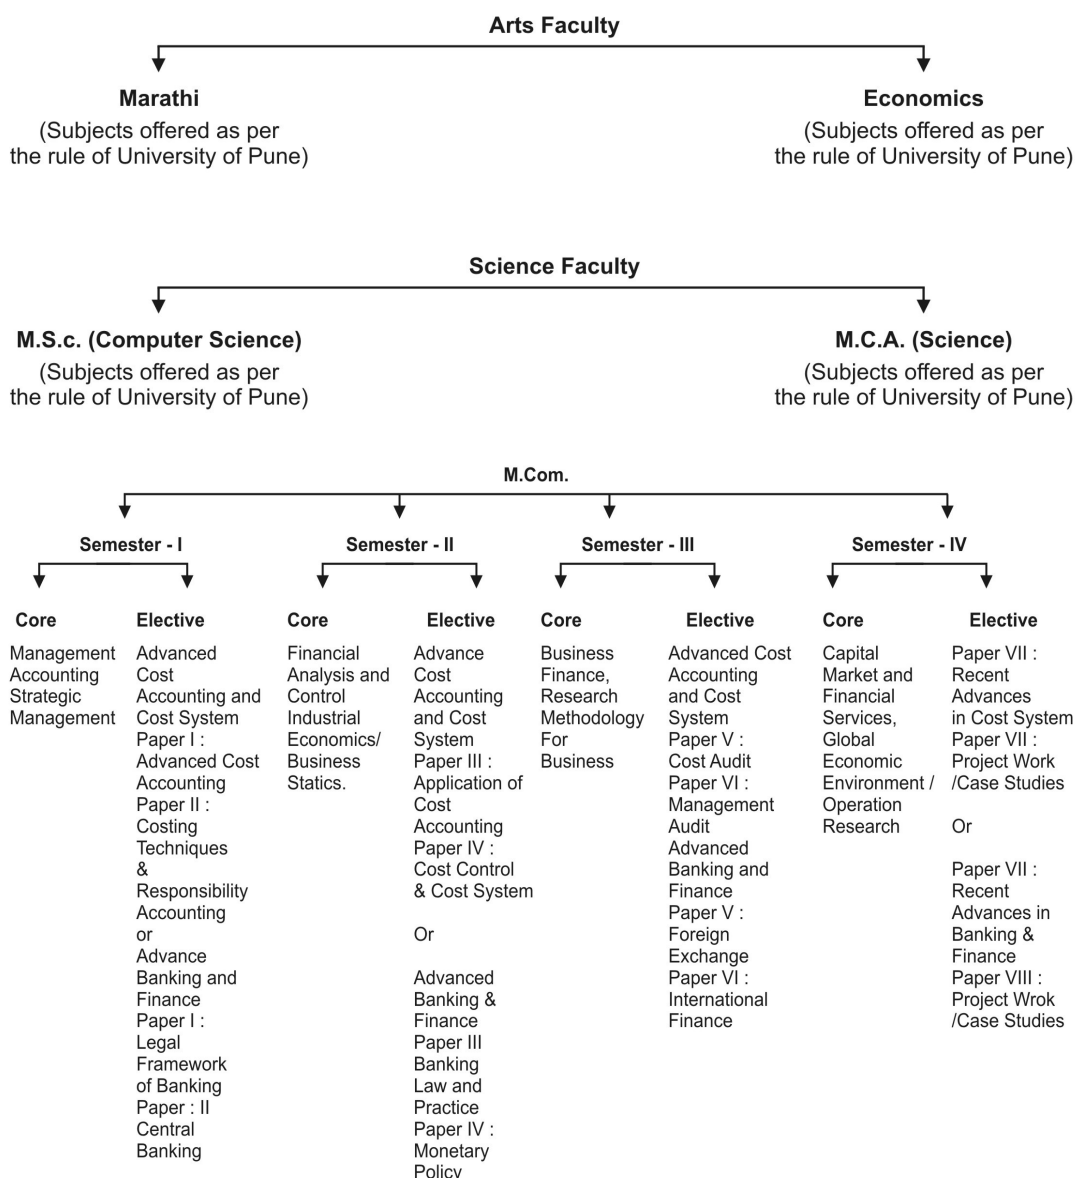 Arts Faculty
Marathi
(Subjects offered as per
the rule of University of Pune)
Economics
(Subjects offered as per
the rule of University of Pune)
Science Faculty
M.S.c. (Computer Science)
(Subjects offered as per
the rule of University of Pune)
M.C.A. (Science)
(Subjects offered as per
the rule of University of Pune)
M.Com.
Semester - I
Core
Management
Accounting
Strategic
Management
Elective
Advanced
Cost
Accounting and
Cost System
Paper I :
Advanced Cost
Accounting
Paper II :
Costing
Techniques
&
Responsibility
Accounting
or
Advance
Banking and
Finance
Paper I :
Legal
Framework
of Banking
Paper : II
Central
Banking
Semester - II
Core
Financial
Analysis and
Control
Industrial
Economics/
Business
Statics.
Elective
Advance
Cost
Accounting
and Cost
System
Paper III :
Application of
Cost
Accounting
Paper IV :
Cost Control
& Cost System
Or
Advanced
Banking &
Finance
Paper III
Banking
Law and
Practice
Paper IV :
Monetary
Policy
Semester - III
Core
Business
Finance,
Research
Methodology
For
Business
Elective
Advanced Cost
Accounting
and Cost
System
Paper V :
Cost Audit
Paper VI :
Management
Audit
Advanced
Banking and
Finance
Paper V :
Foreign
Exchange
Paper VI :
International
Finance
Semester - IV
Core
Capital
Market and
Financial
Services,
Global
Economic
Environment /
Operation
Research
Elective
Paper VII :
Recent
Advances
in Cost System
Paper VII :
Project Work
/Case Studies
Or
Paper VII :
Recent
Advances in
Banking &
Finance
Paper VIII :
Project Wrok
/Case Studies